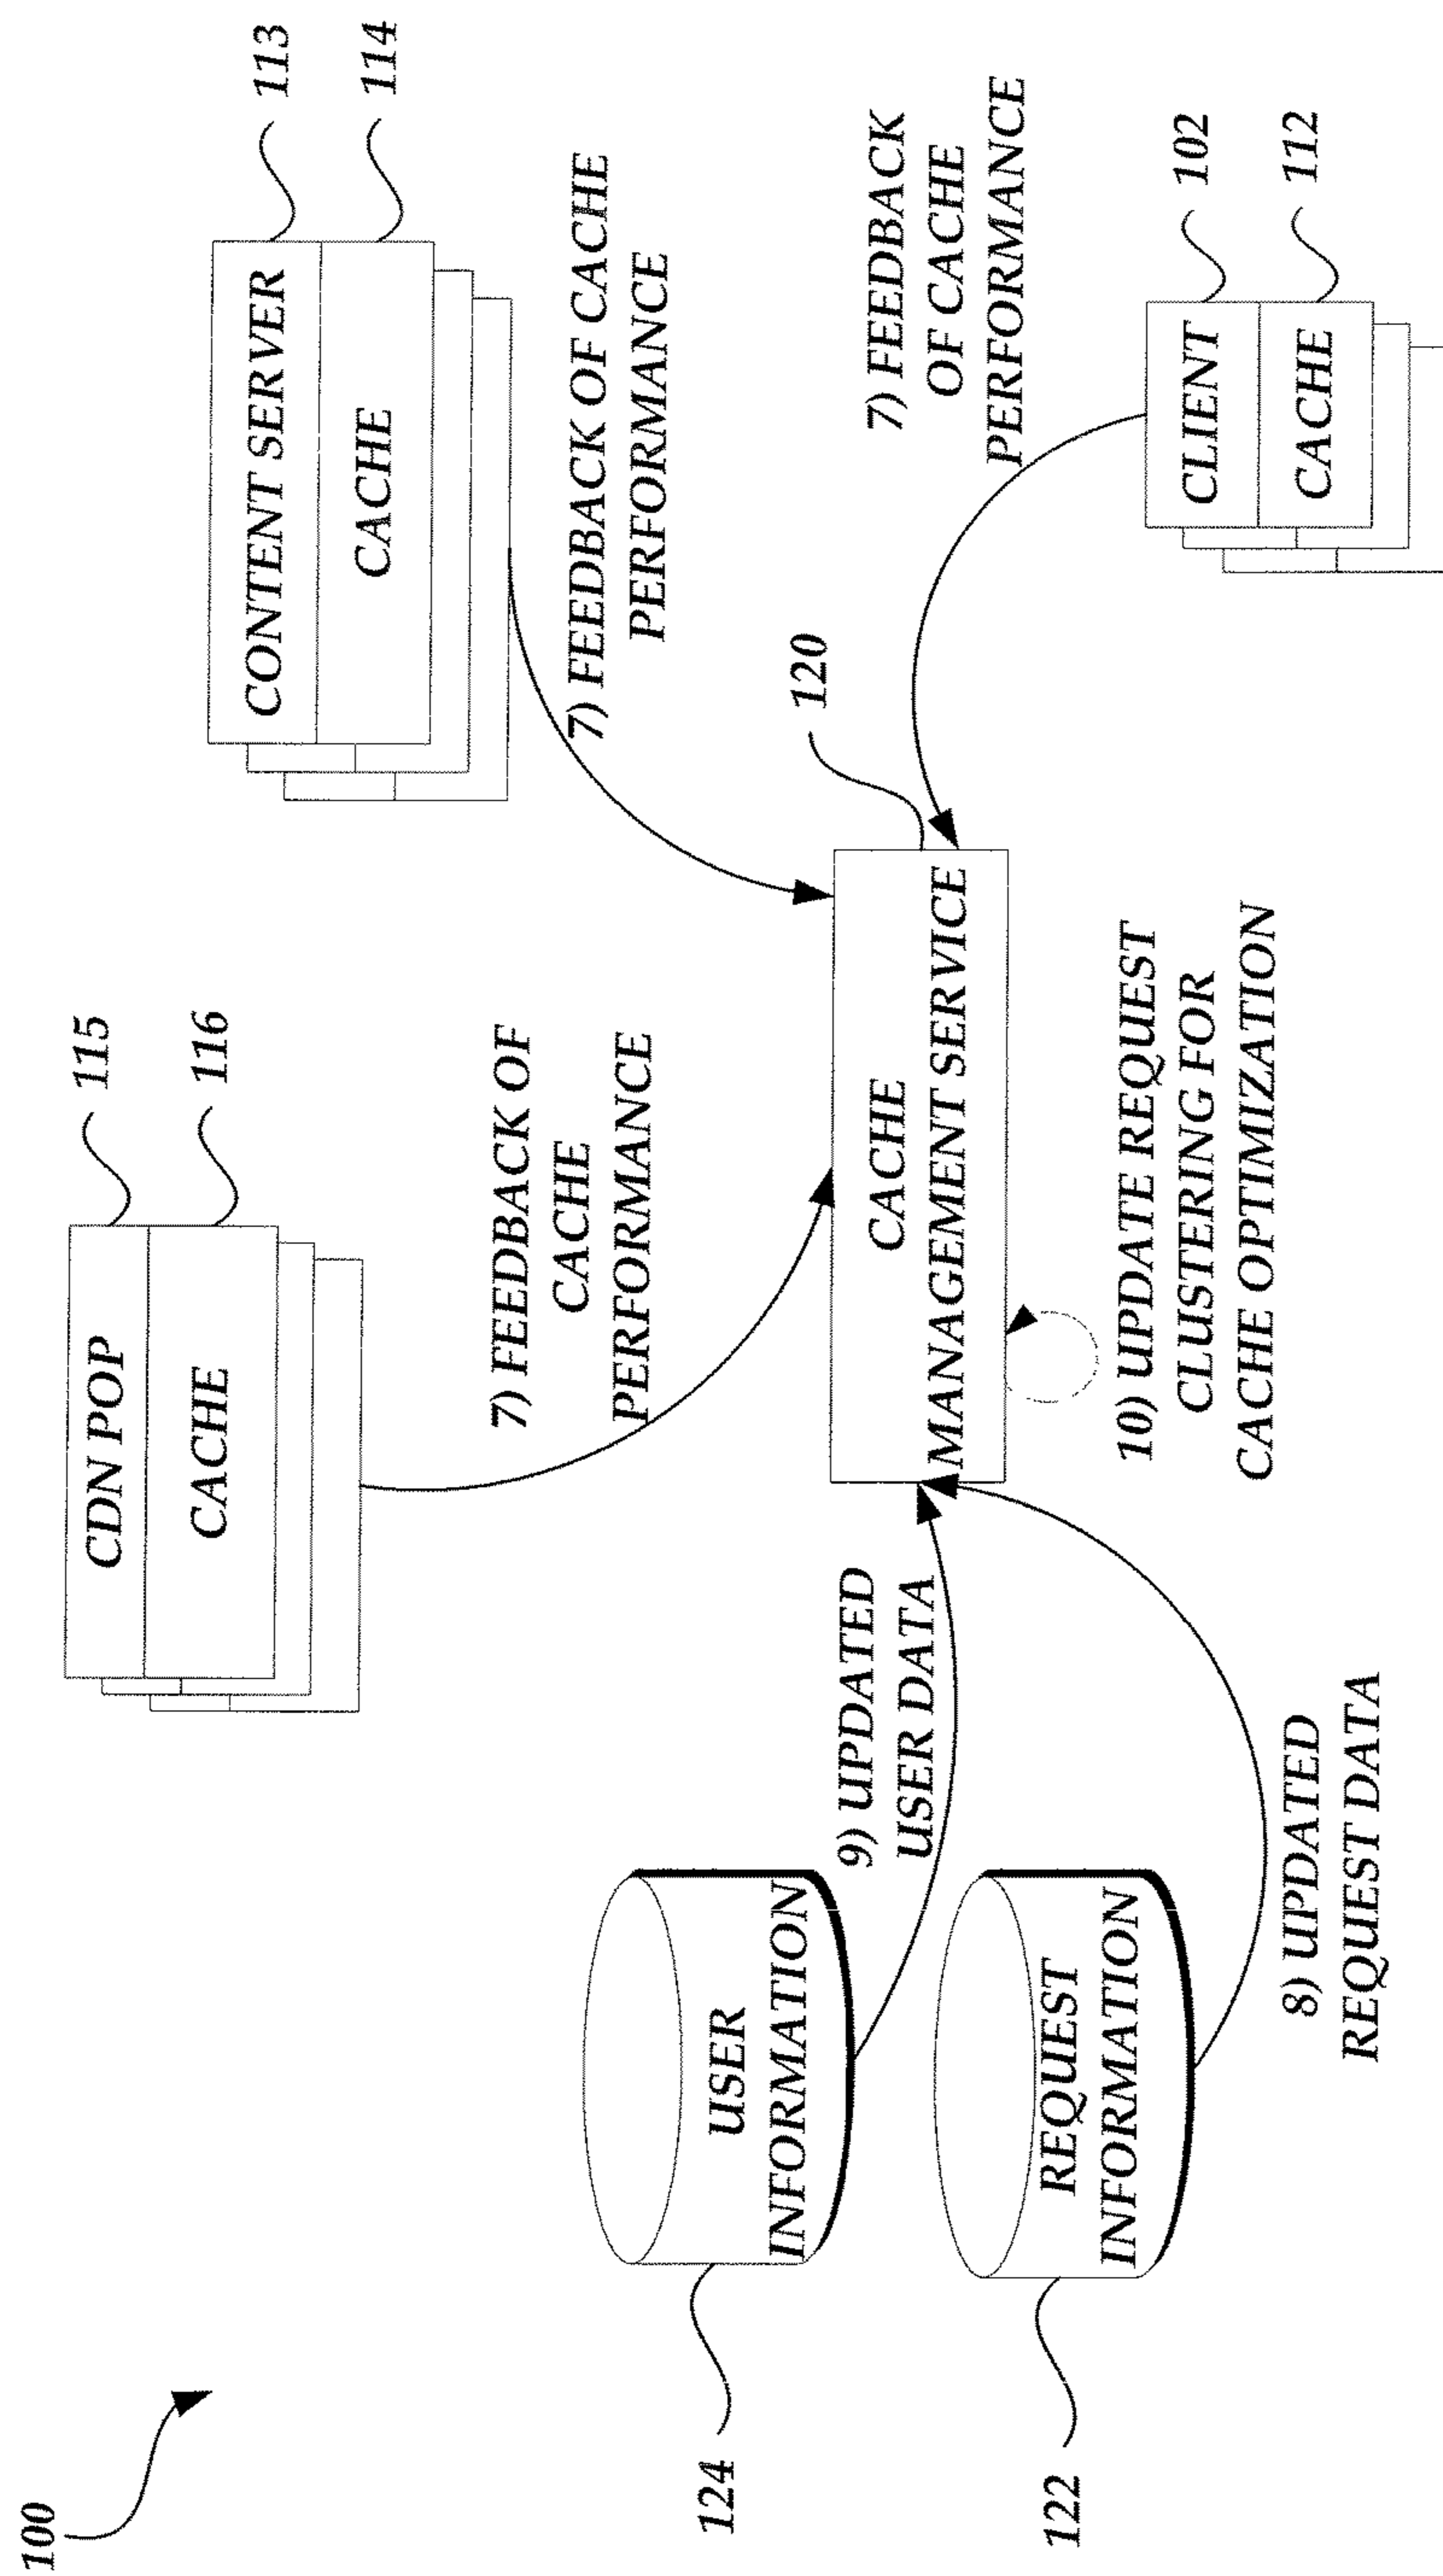 100
CDN POP
CACHE
115
116
CONTENT SERVER
CACHE
113
114
7) FEEDBACK OF
CACHE
PERFORMANCE
7) FEEDBACK OF CACHE
PERFORMANCE
USER
INFORMATION
124
9) UPDATED
USER DATA
CACHE
MANAGEMENT SERVICE
120
7) FEEDBACK
OF CACHE
PERFORMANCE
REQUEST
INFORMATION
122
8) UPDATED
REQUEST DATA
10) UPDATE REQUEST
CLUSTERING FOR
CACHE OPTIMIZATION
CLIENT
CACHE
102
112